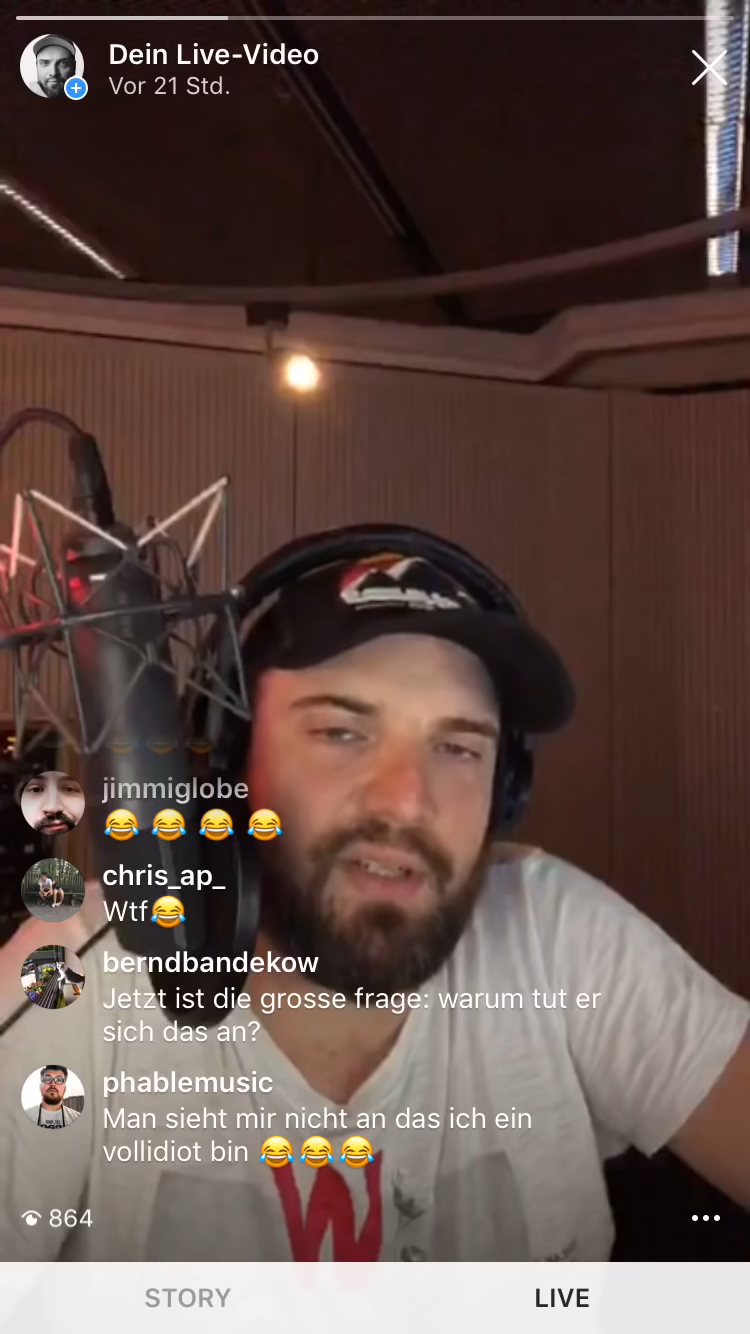 Dein Live-Video
Vor 21 Std.
jimmiglobe
😂 😂 😂 😂
chris_ap_
Wtf😂
berndbandekow
Jetzt ist die grosse frage: warum tut er
sich das an?
phablemusic
Man sieht mir nicht an das ich ein
vollidiot bin 😂😂😂
W
864
STORY
LIVE